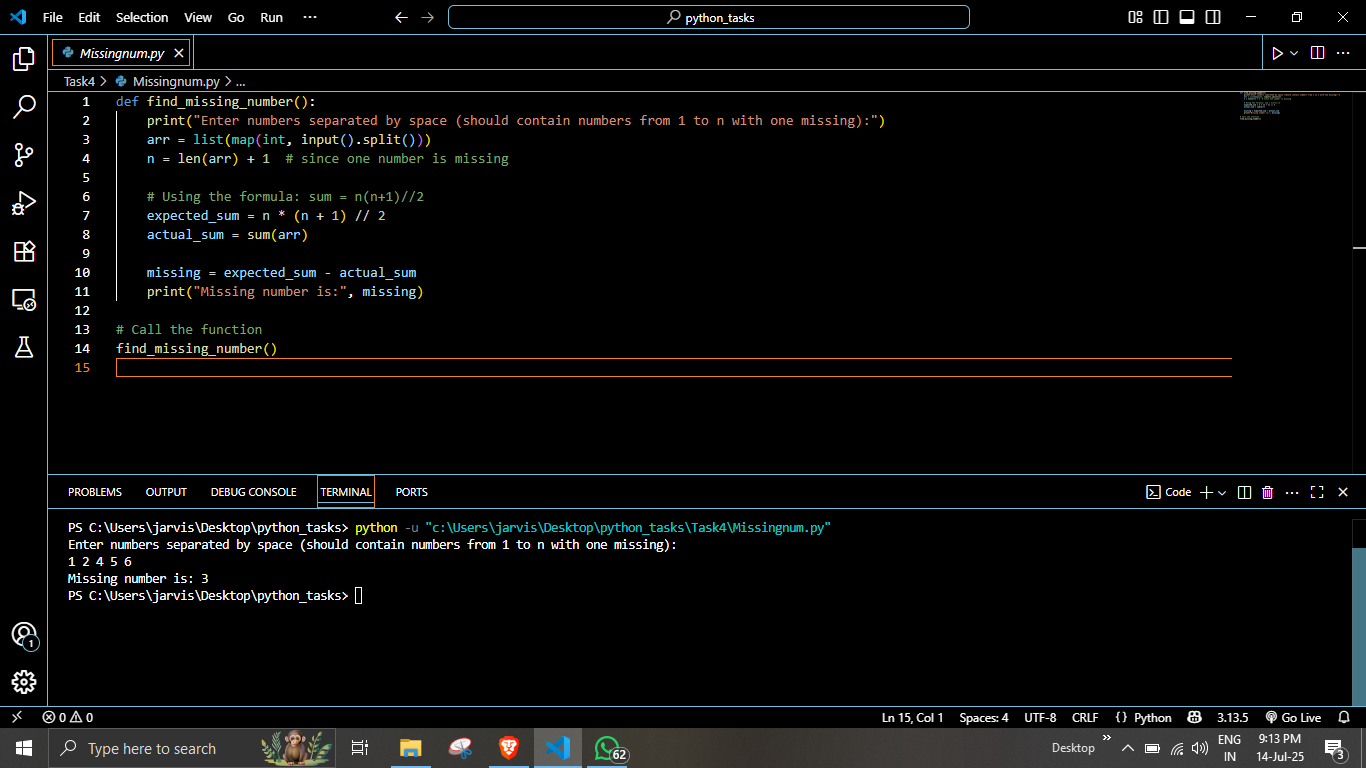 File Edit Selection View Go Run ··· python_tasks
Missingnum.py
Task4 > Missingnum.py > ...
1 def find_missing_number():
2     print("Enter numbers separated by space (should contain numbers from 1 to n with one missing):")
3     arr = list(map(int, input().split()))
4     n = len(arr) + 1  # since one number is missing
5
6     # Using the formula: sum = n(n+1)//2
7     expected_sum = n * (n + 1) // 2
8     actual_sum = sum(arr)
9
10     missing = expected_sum - actual_sum
11     print("Missing number is:", missing)
12
13 # Call the function
14 find_missing_number()
15
PROBLEMS OUTPUT DEBUG CONSOLE TERMINAL PORTS Code
PS C:\Users\jarvis\Desktop\python_tasks> python -u "c:\Users\jarvis\Desktop\python_tasks\Task4\Missingnum.py"
Enter numbers separated by space (should contain numbers from 1 to n with one missing):
1 2 4 5 6
Missing number is: 3
PS C:\Users\jarvis\Desktop\python_tasks>
1
0 0 Ln 15, Col 1 Spaces: 4 UTF-8 CRLF {} Python 3.13.5 Go Live
Type here to search 62 Desktop ENG IN 9:13 PM 14-Jul-25 3